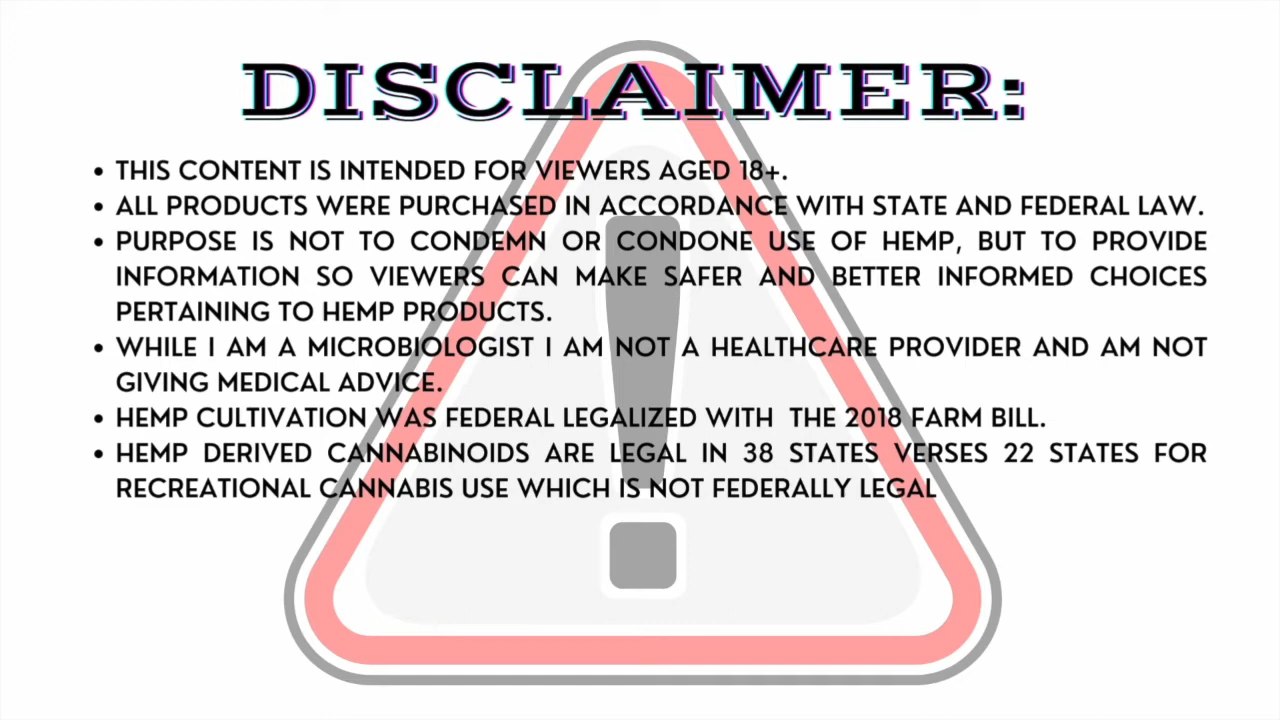 DISCLAIMER:
• THIS CONTENT IS INTENDED FOR VIEWERS AGED 18+.
• ALL PRODUCTS WERE PURCHASED IN ACCORDANCE WITH STATE AND FEDERAL LAW.
• PURPOSE IS NOT TO CONDEMN OR CONDONE USE OF HEMP, BUT TO PROVIDE
INFORMATION SO VIEWERS CAN MAKE SAFER AND BETTER INFORMED CHOICES
PERTAINING TO HEMP PRODUCTS.
• WHILE I AM A MICROBIOLOGIST I AM NOT A HEALTHCARE PROVIDER AND AM NOT
GIVING MEDICAL ADVICE.
• HEMP CULTIVATION WAS FEDERAL LEGALIZED WITH THE 2018 FARM BILL.
• HEMP DERIVED CANNABINOIDS ARE LEGAL IN 38 STATES VERSES 22 STATES FOR
RECREATIONAL CANNABIS USE WHICH IS NOT FEDERALLY LEGAL